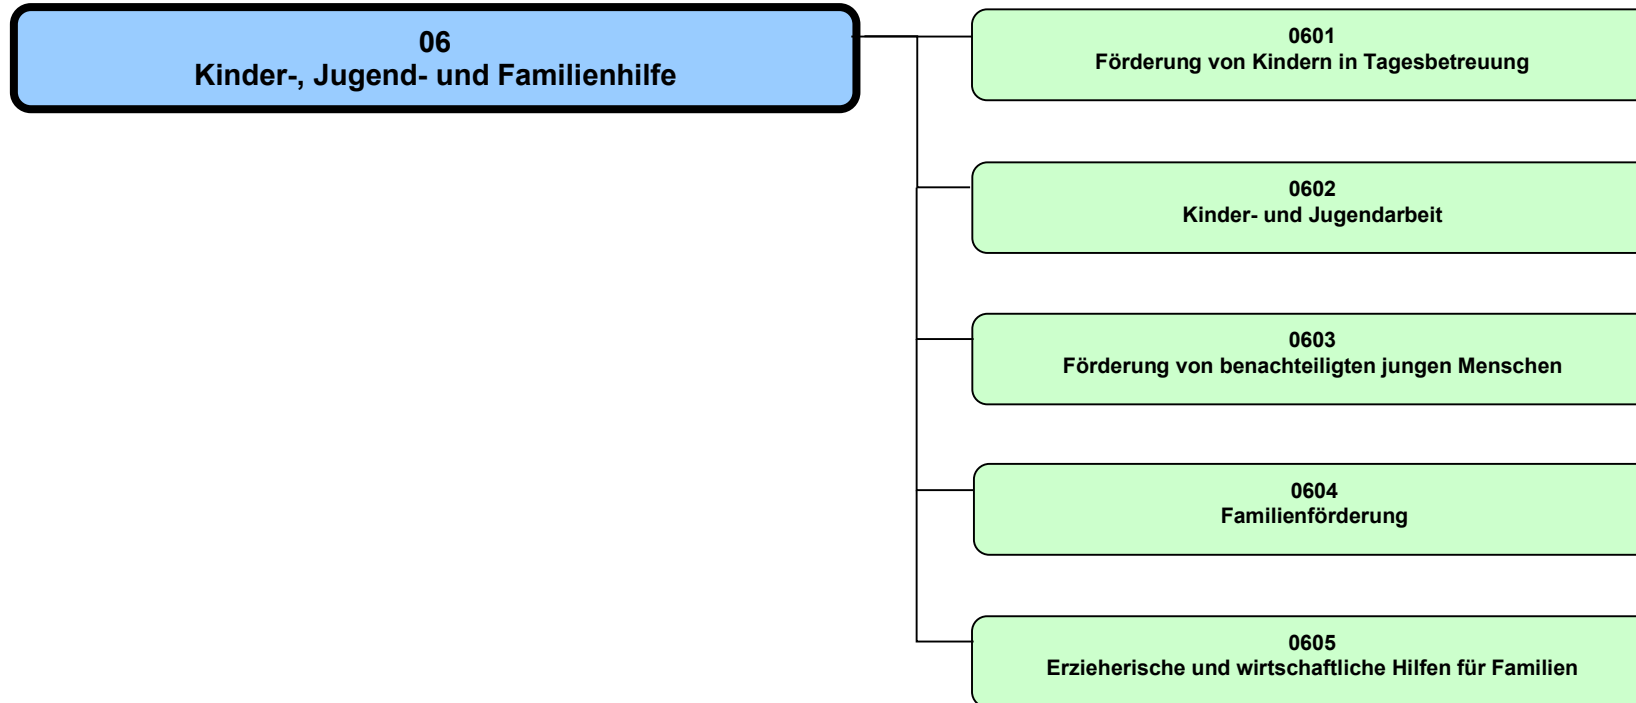 06
Kinder-, Jugend- und Familienhilfe
0601
Förderung von Kindern in Tagesbetreuung
0602
Kinder- und Jugendarbeit
0603
Förderung von benachteiligten jungen Menschen
0604
Familienförderung
0605
Erzieherische und wirtschaftliche Hilfen für Familien